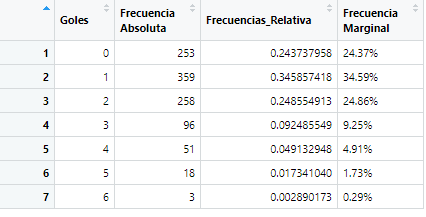 Goles Frecuencia Absoluta Frecuencias_Relativa Frecuencia Marginal
1 0 253 0.243737958 24.37%
2 1 359 0.345857418 34.59%
3 2 258 0.248554913 24.86%
4 3 96 0.092485549 9.25%
5 4 51 0.049132948 4.91%
6 5 18 0.017341040 1.73%
7 6 3 0.002890173 0.29%